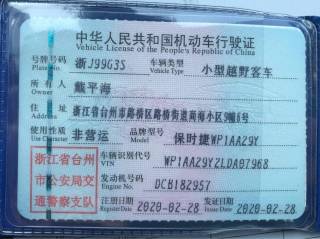 中华人民共和国机动车行驶证
Vehicle License of the People's Republic of China
号牌号码 浙J99G35 车辆类型 小型越野客车
Plate No. Vehicle Type
所有人 戴平海
Owner
住址 浙江省台州市路桥区路桥街道商海小区9幢6号
Address
使用性质 非营运 品牌型号 保时捷WP1AA29Y
Use Character Model
浙江省台州市公安局交通警察支队
车辆识别代号 WP1AA29Y2LDA07968
VIN
发动机号码 DCB182957
Engine No.
注册日期 2020-02-28 发证日期 2020-02-28
Register Date Issue Date